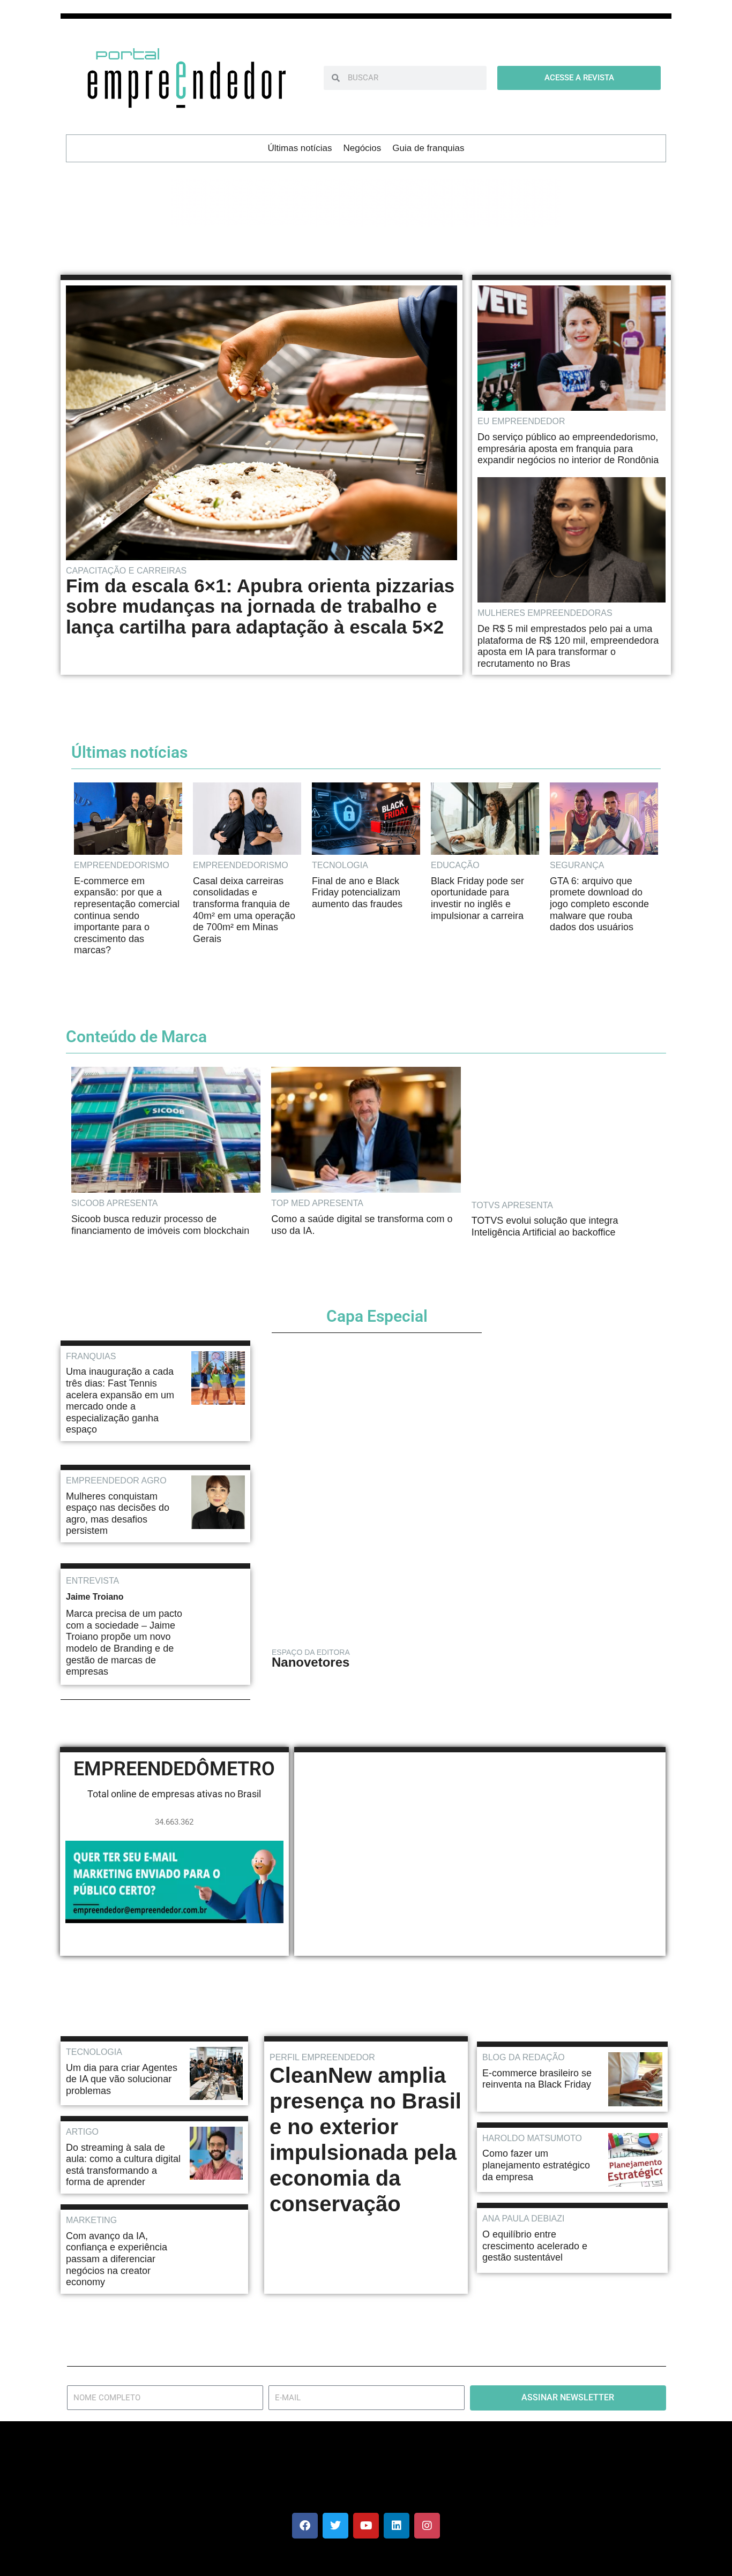 portal
empreendedor
BUSCAR
ACESSE A REVISTA
Últimas notícias
Negócios
Guia de franquias
CAPACITAÇÃO E CARREIRAS
Fim da escala 6×1: Apubra orienta pizzarias
sobre mudanças na jornada de trabalho e
lança cartilha para adaptação à escala 5×2
VETE
EU EMPREENDEDOR
Do serviço público ao empreendedorismo,
empresária aposta em franquia para
expandir negócios no interior de Rondônia
MULHERES EMPREENDEDORAS
De R$ 5 mil emprestados pelo pai a uma
plataforma de R$ 120 mil, empreendedora
aposta em IA para transformar o
recrutamento no Bras
Últimas notícias
EMPREENDEDORISMO
E-commerce em
expansão: por que a
representação comercial
continua sendo
importante para o
crescimento das
marcas?
EMPREENDEDORISMO
Casal deixa carreiras
consolidadas e
transforma franquia de
40m² em uma operação
de 700m² em Minas
Gerais
BLACK
FRIDAY
TECNOLOGIA
Final de ano e Black
Friday potencializam
aumento das fraudes
EDUCAÇÃO
Black Friday pode ser
oportunidade para
investir no inglês e
impulsionar a carreira
SEGURANÇA
GTA 6: arquivo que
promete download do
jogo completo esconde
malware que rouba
dados dos usuários
Conteúdo de Marca
SICOOB
SICOOB APRESENTA
Sicoob busca reduzir processo de
financiamento de imóveis com blockchain
TOP MED APRESENTA
Como a saúde digital se transforma com o
uso da IA.
TOTVS APRESENTA
TOTVS evolui solução que integra
Inteligência Artificial ao backoffice
Capa Especial
FRANQUIAS
Uma inauguração a cada
três dias: Fast Tennis
acelera expansão em um
mercado onde a
especialização ganha
espaço
EMPREENDEDOR AGRO
Mulheres conquistam
espaço nas decisões do
agro, mas desafios
persistem
ENTREVISTA
Jaime Troiano
Marca precisa de um pacto
com a sociedade – Jaime
Troiano propõe um novo
modelo de Branding e de
gestão de marcas de
empresas
ESPAÇO DA EDITORA
Nanovetores
EMPREENDEDÔMETRO
Total online de empresas ativas no Brasil
34.663.362
QUER TER SEU E-MAIL
MARKETING ENVIADO PARA O
PÚBLICO CERTO?
empreendedor@empreendedor.com.br
TECNOLOGIA
Um dia para criar Agentes
de IA que vão solucionar
problemas
ARTIGO
Do streaming à sala de
aula: como a cultura digital
está transformando a
forma de aprender
MARKETING
Com avanço da IA,
confiança e experiência
passam a diferenciar
negócios na creator
economy
PERFIL EMPREENDEDOR
CleanNew amplia
presença no Brasil
e no exterior
impulsionada pela
economia da
conservação
BLOG DA REDAÇÃO
E-commerce brasileiro se
reinventa na Black Friday
HAROLDO MATSUMOTO
Como fazer um
planejamento estratégico
da empresa
Planejamento
Estratégico
ANA PAULA DEBIAZI
O equilíbrio entre
crescimento acelerado e
gestão sustentável
NOME COMPLETO
E-MAIL
ASSINAR NEWSLETTER